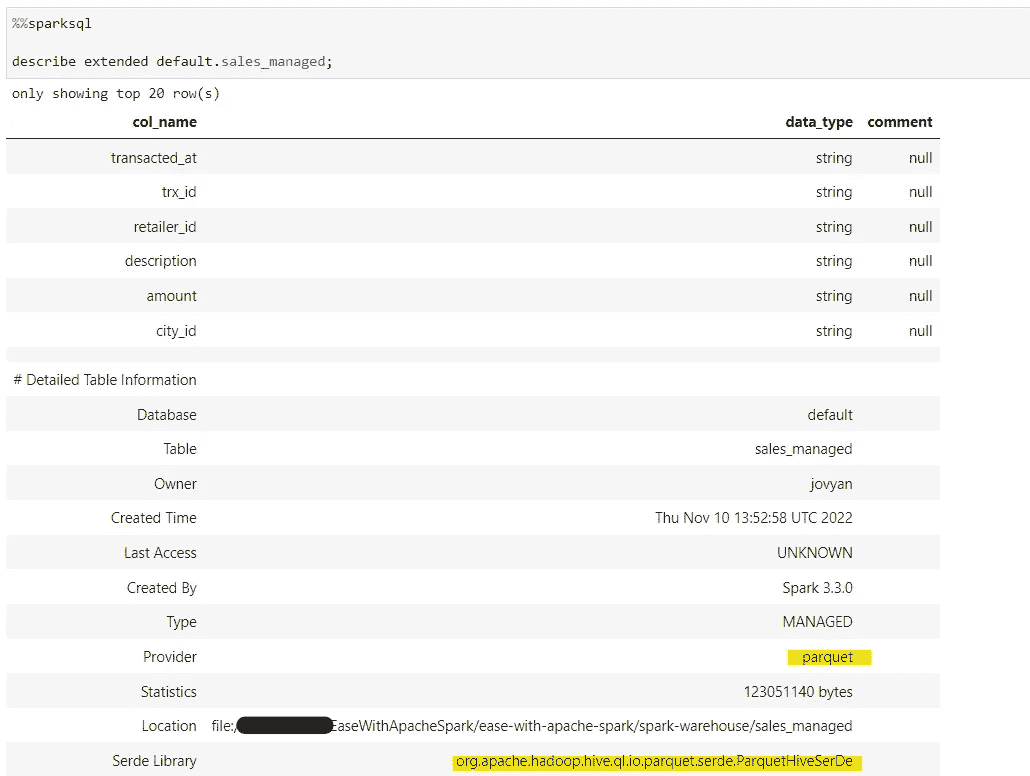 %%sparksql
describe extended default.sales_managed;
only showing top 20 row(s)
col_name data_type comment
transacted_at string null
trx_id string null
retailer_id string null
description string null
amount string null
city_id string null
# Detailed Table Information
Database default
Table sales_managed
Owner jovyan
Created Time Thu Nov 10 13:52:58 UTC 2022
Last Access UNKNOWN
Created By Spark 3.3.0
Type MANAGED
Provider parquet
Statistics 123051140 bytes
Location file:/ EaseWithApacheSpark/ease-with-apache-spark/spark-warehouse/sales_managed
Serde Library org.apache.hadoop.hive.ql.io.parquet.serde.ParquetHiveSerDe